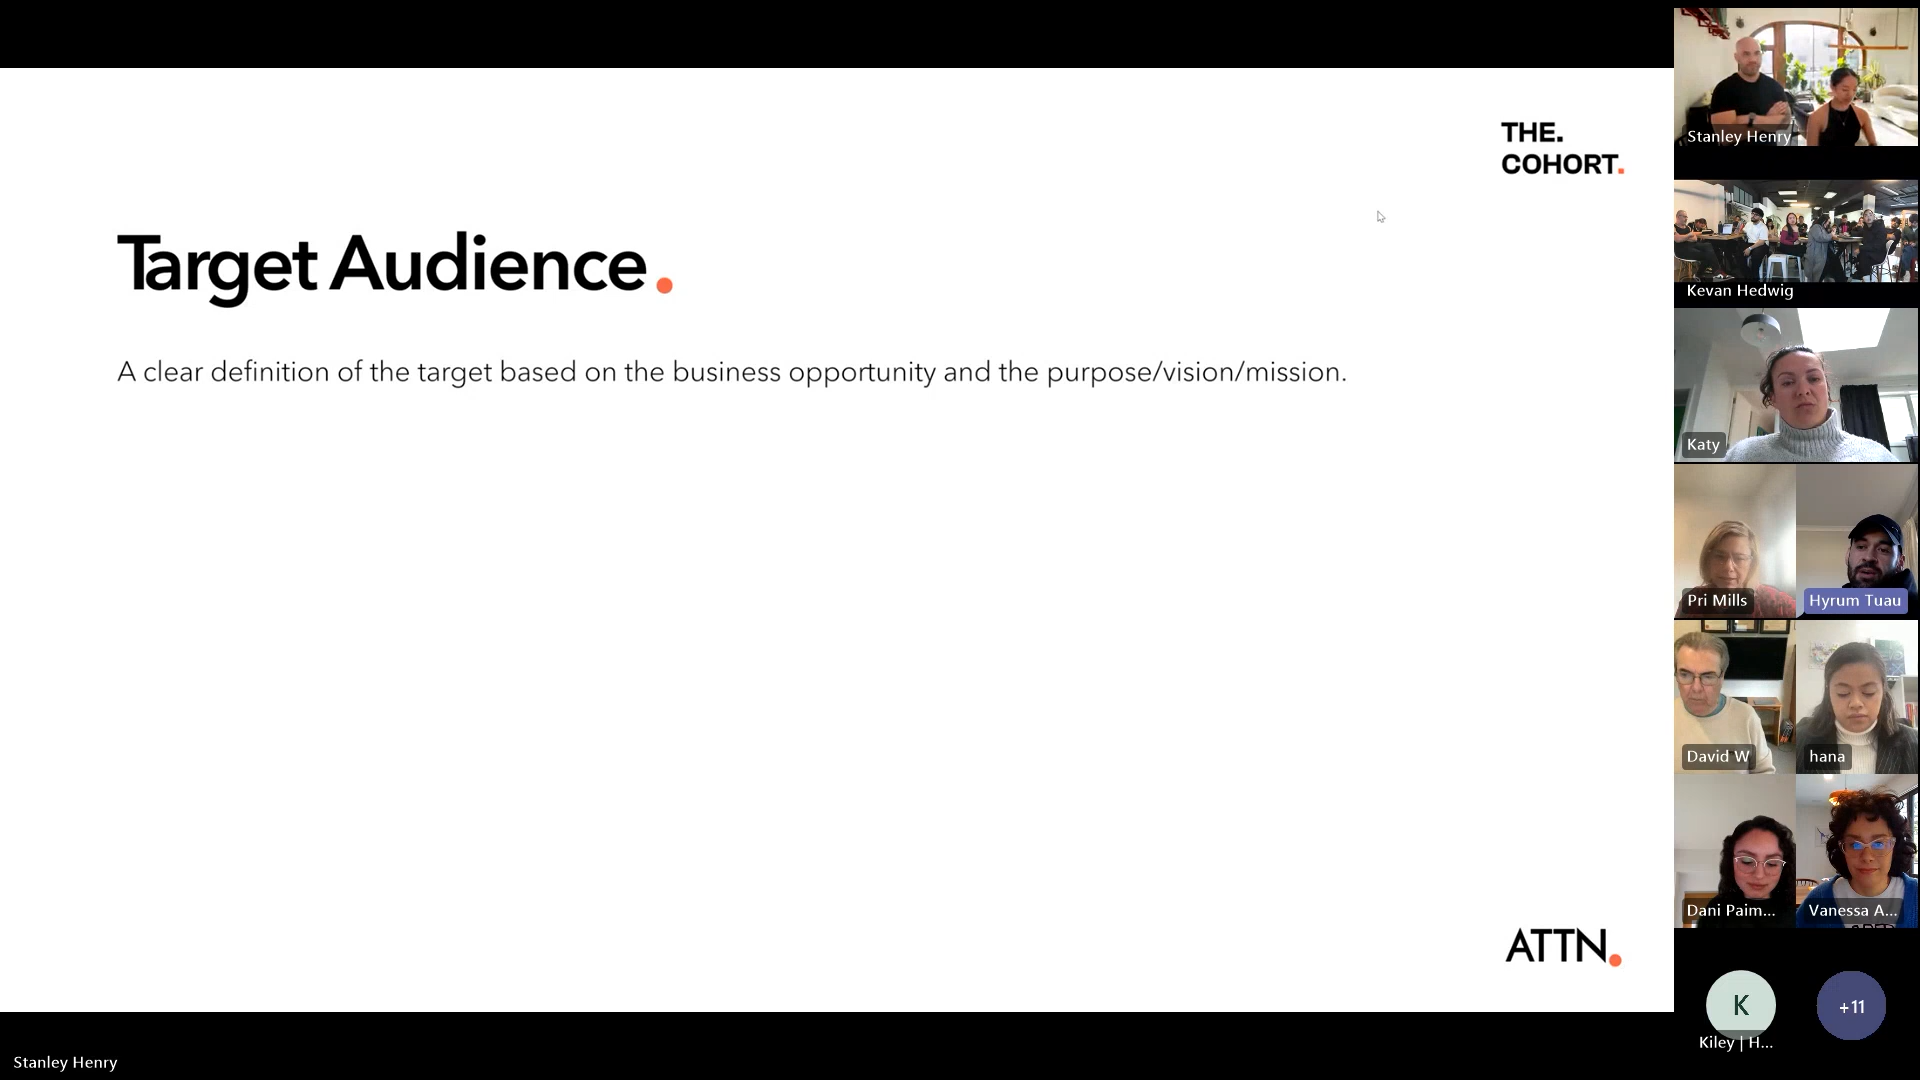 THE.
COHORT.
Target Audience.
A clear definition of the target based on the business opportunity and the purpose/vision/mission.
ATTN.
Stanley Henry
Stanley Henry
Kevan Hedwig
Katy
Pri Mills
Hyrum Tuau
David W
hana
Dani Paim...
Vanessa A...
K
+11
Kiley | H...